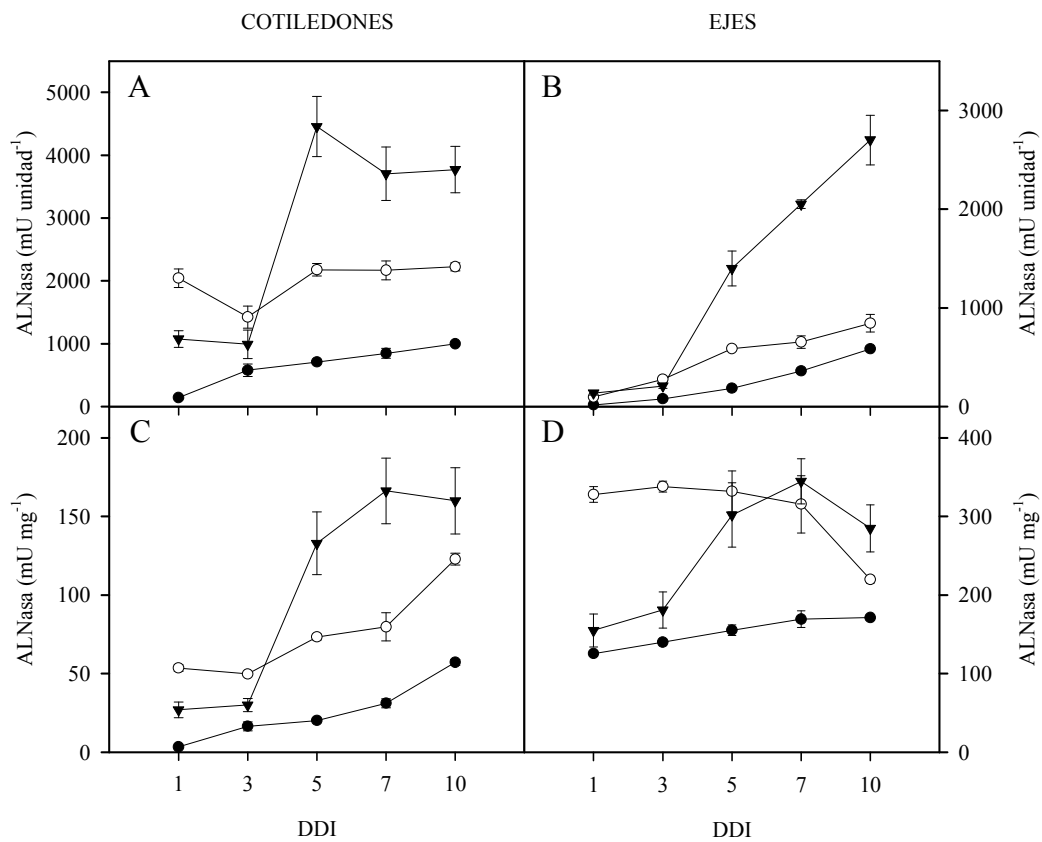 COTILEDONES
EJES
A
B
ALNasa (mU unidad⁻¹)
5000
4000
3000
2000
1000
0
3000
2000
1000
0
ALNasa (mU unidad⁻¹)
C
D
ALNasa (mU mg⁻¹)
200
150
100
50
0
400
300
200
100
0
ALNasa (mU mg⁻¹)
1 3 5 7 10
1 3 5 7 10
DDI
DDI